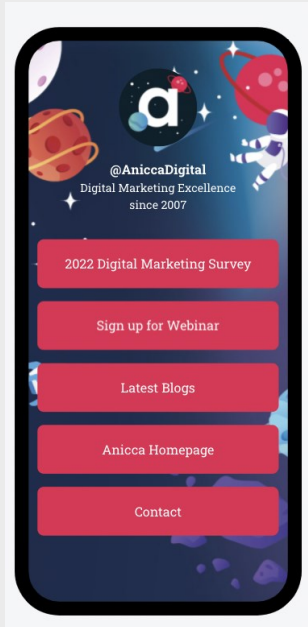 a
@AniccaDigital
Digital Marketing Excellence
since 2007
2022 Digital Marketing Survey
Sign up for Webinar
Latest Blogs
Anicca Homepage
Contact